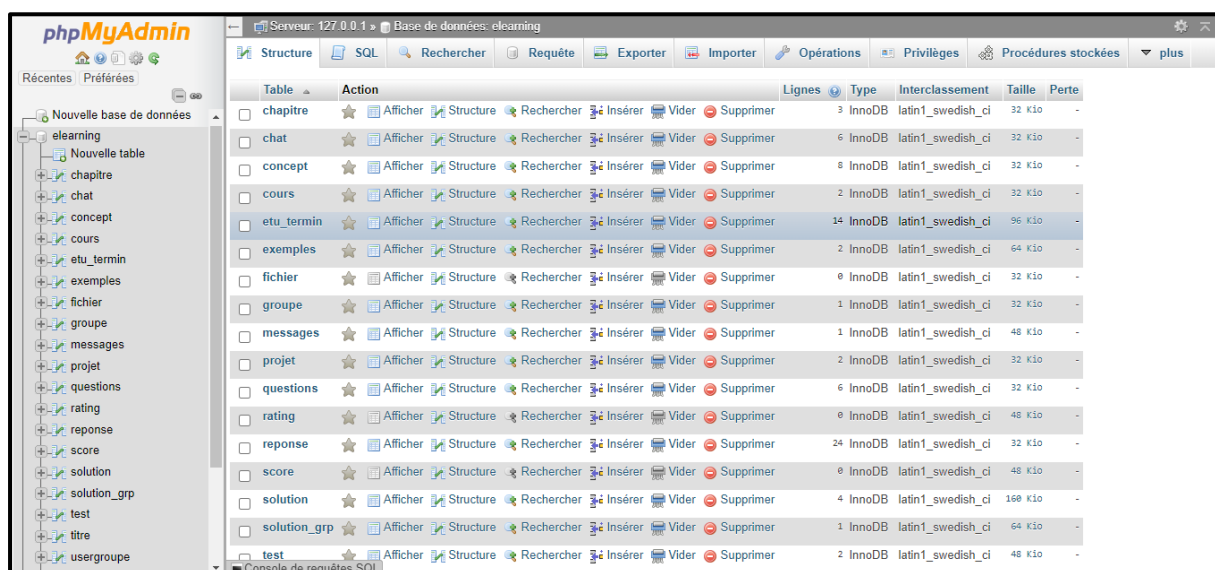 phpMyAdmin
Récentes Préférées
Nouvelle base de données
elearning
Nouvelle table
chapitre
chat
concept
cours
etu_termin
exemples
fichier
groupe
messages
projet
questions
rating
reponse
score
solution
solution_grp
test
titre
usergroupe
Serveur: 127.0.0.1 » Base de données: elearning
Structure SQL Rechercher Requête Exporter Importer Opérations Privilèges Procédures stockées plus
Table Action Lignes Type Interclassement Taille Perte
chapitre Afficher Structure Rechercher Insérer Vider Supprimer 3 InnoDB latin1_swedish_ci 32 Kio -
chat Afficher Structure Rechercher Insérer Vider Supprimer 6 InnoDB latin1_swedish_ci 32 Kio -
concept Afficher Structure Rechercher Insérer Vider Supprimer 8 InnoDB latin1_swedish_ci 32 Kio -
cours Afficher Structure Rechercher Insérer Vider Supprimer 2 InnoDB latin1_swedish_ci 32 Kio -
etu_termin Afficher Structure Rechercher Insérer Vider Supprimer 14 InnoDB latin1_swedish_ci 96 Kio -
exemples Afficher Structure Rechercher Insérer Vider Supprimer 2 InnoDB latin1_swedish_ci 64 Kio -
fichier Afficher Structure Rechercher Insérer Vider Supprimer 0 InnoDB latin1_swedish_ci 32 Kio -
groupe Afficher Structure Rechercher Insérer Vider Supprimer 1 InnoDB latin1_swedish_ci 32 Kio -
messages Afficher Structure Rechercher Insérer Vider Supprimer 1 InnoDB latin1_swedish_ci 48 Kio -
projet Afficher Structure Rechercher Insérer Vider Supprimer 2 InnoDB latin1_swedish_ci 32 Kio -
questions Afficher Structure Rechercher Insérer Vider Supprimer 6 InnoDB latin1_swedish_ci 32 Kio -
rating Afficher Structure Rechercher Insérer Vider Supprimer 0 InnoDB latin1_swedish_ci 48 Kio -
reponse Afficher Structure Rechercher Insérer Vider Supprimer 24 InnoDB latin1_swedish_ci 32 Kio -
score Afficher Structure Rechercher Insérer Vider Supprimer 0 InnoDB latin1_swedish_ci 48 Kio -
solution Afficher Structure Rechercher Insérer Vider Supprimer 4 InnoDB latin1_swedish_ci 160 Kio -
solution_grp Afficher Structure Rechercher Insérer Vider Supprimer 1 InnoDB latin1_swedish_ci 64 Kio -
test Afficher Structure Rechercher Insérer Vider Supprimer 2 InnoDB latin1_swedish_ci 48 Kio -
Console de requêtes SQL